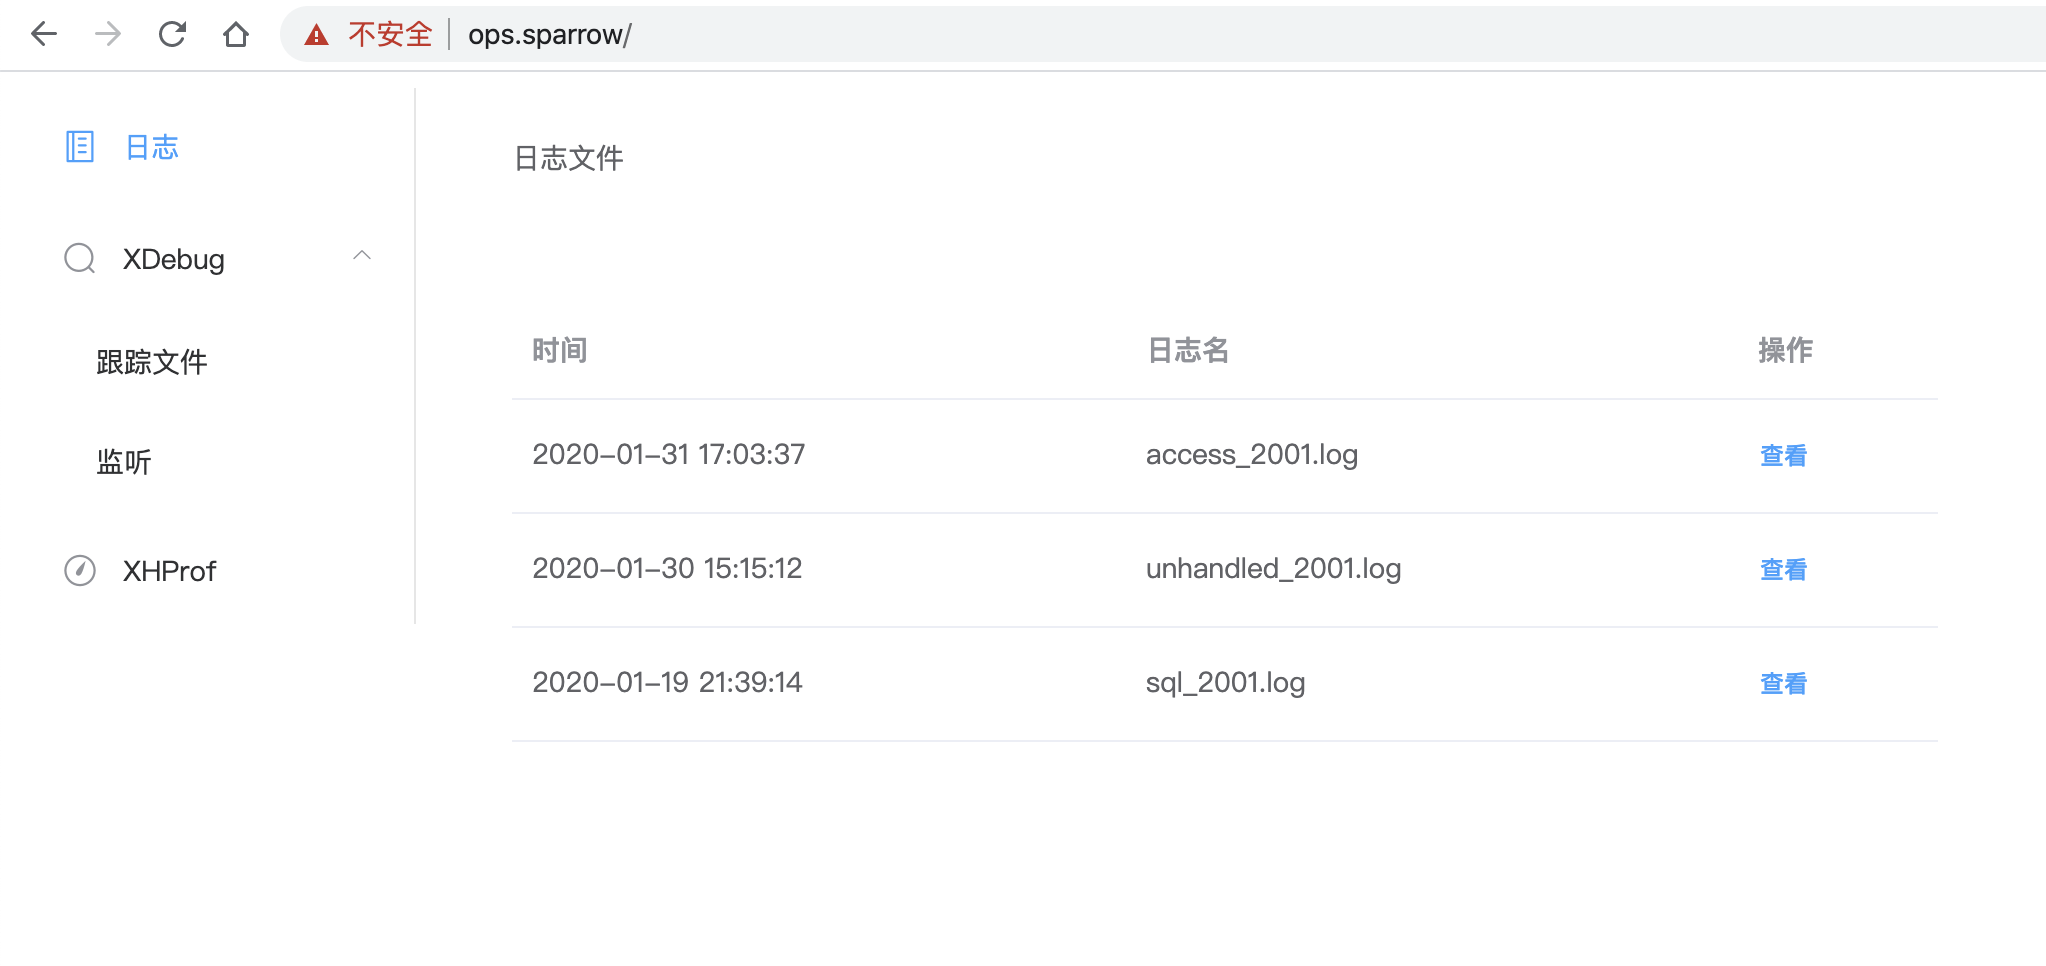 不安全 ops.sparrow/
日志
XDebug
跟踪文件
监听
XHProf
日志文件
时间 日志名 操作
2020-01-31 17:03:37 access_2001.log 查看
2020-01-30 15:15:12 unhandled_2001.log 查看
2020-01-19 21:39:14 sql_2001.log 查看